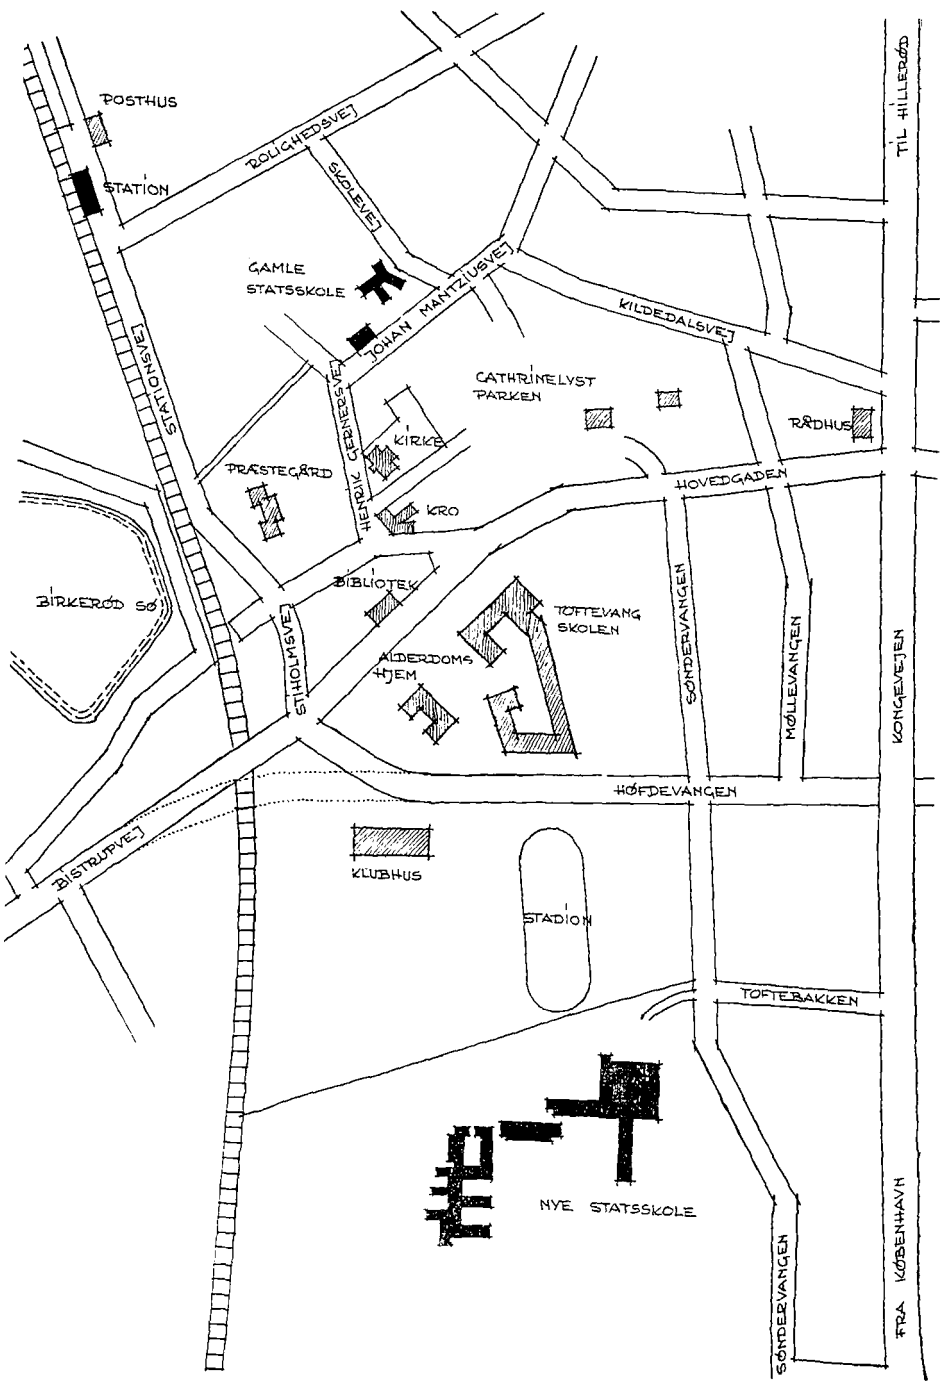 POSTHUS
STATION
ROLIGHEDSVEJ
SKOLEVEJ
TIL HILLERØD
GAMLE
STATSSKOLE
JOHAN MANTZIUSVEJ
KILDEDALSVEJ
STATIONSVEJ
HENRIK GERNERSVEJ
CATHRINELYST
PARKEN
RÅDHUS
KIRKE
PRÆSTEGÅRD
HOVEDGADEN
KRO
BIBLIOTEK
BIRKERØD SØ
TOFTEVANG
SKOLEN
STIHOLMSVEJ
ALDERDOMS
HJEM
SØNDERVANGEN
MØLLEVANGEN
KONGEVEJEN
HØFDEVANGEN
BISTRUPVEJ
KLUBHUS
STADION
TOFTEBAKKEN
NYE STATSSKOLE
SØNDERVANGEN
FRA KØBENHAVN